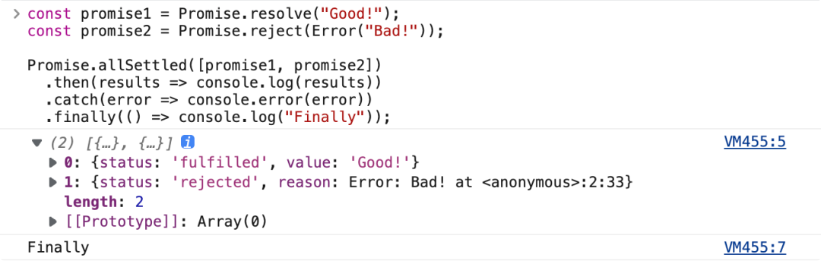 const promise1 = Promise.resolve("Good!");
const promise2 = Promise.reject(Error("Bad!"));
Promise.allSettled([promise1, promise2])
  .then(results => console.log(results))
  .catch(error => console.error(error))
  .finally(() => console.log("Finally"));
(2) [{…}, {…}] i VM455:5
0: {status: 'fulfilled', value: 'Good!'}
1: {status: 'rejected', reason: Error: Bad! at <anonymous>:2:33}
length: 2
[[Prototype]]: Array(0)
Finally VM455:7